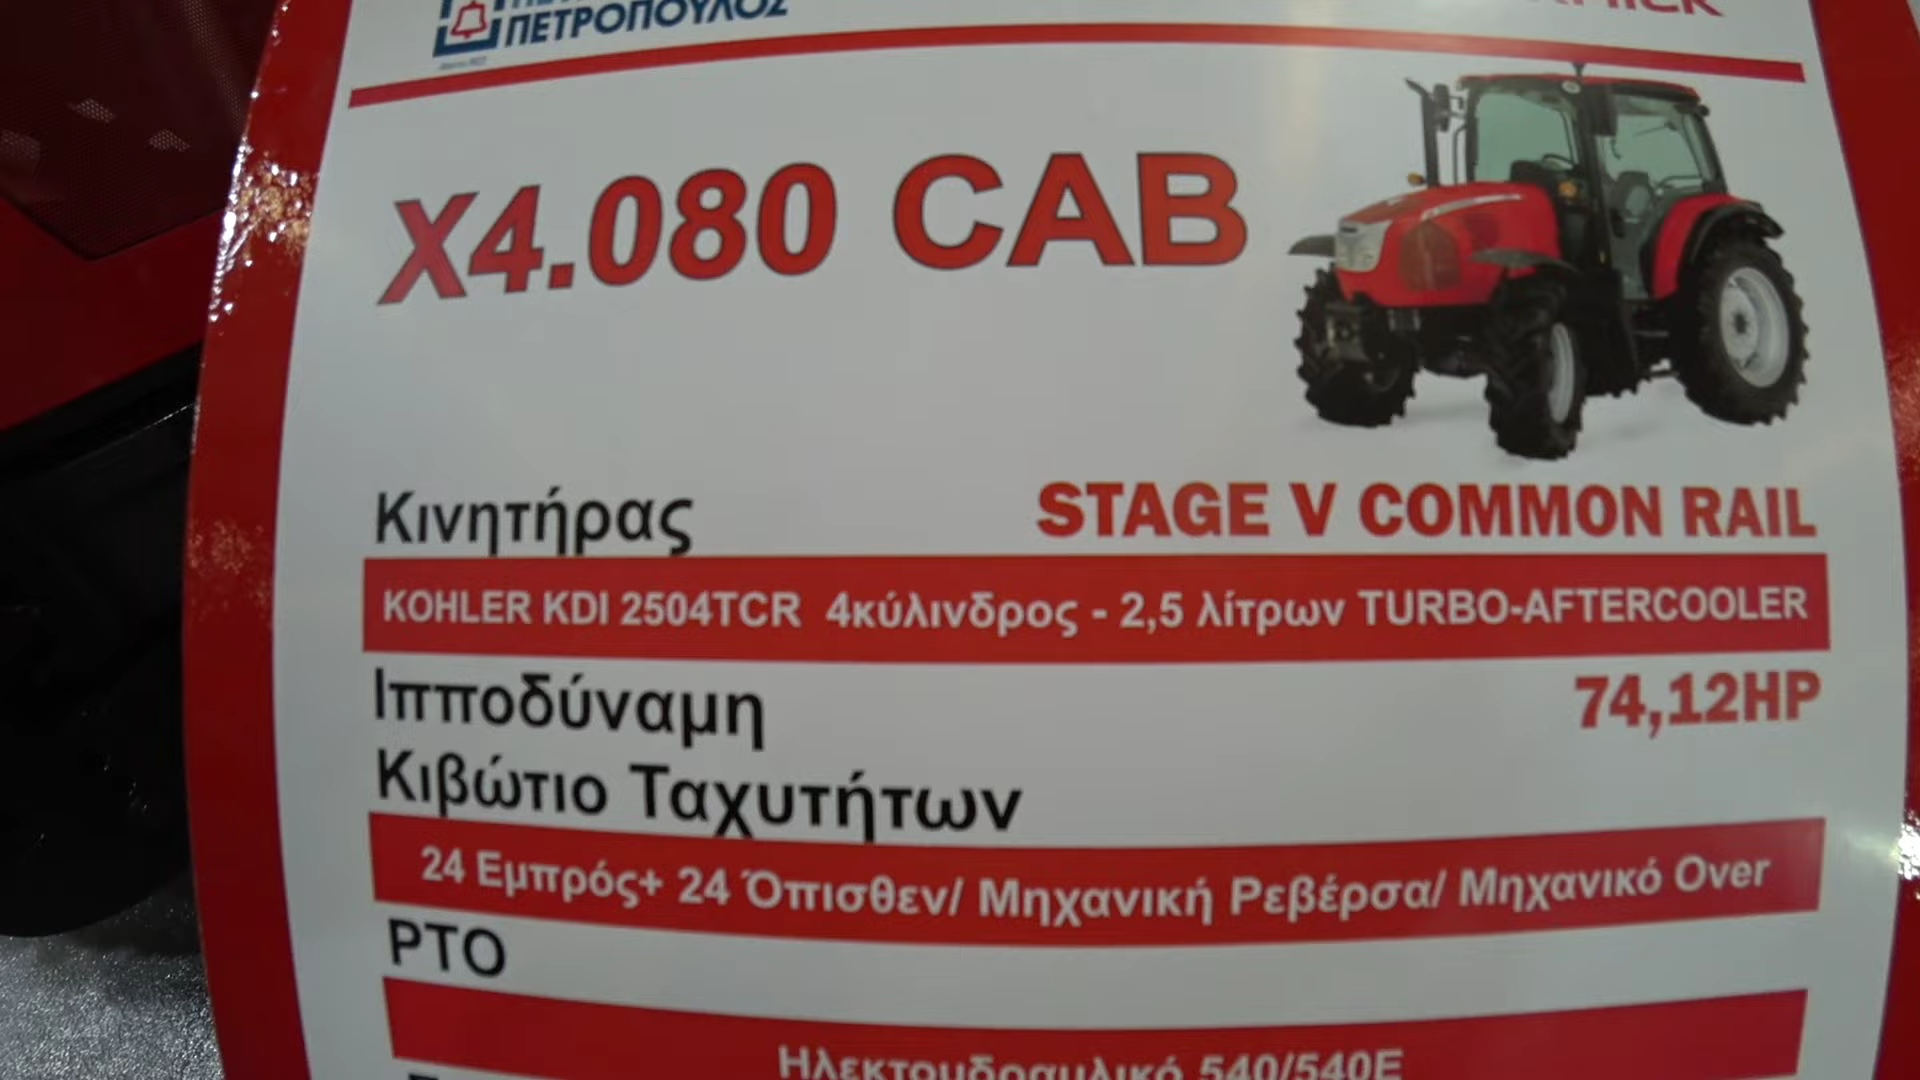 ΠΕΤΡΟΠΟΥΛΟΣ
X4.080 CAB
Κινητήρας STAGE V COMMON RAIL
KOHLER KDI 2504TCR 4κύλινδρος - 2,5 λίτρων TURBO-AFTERCOOLER
Ιπποδύναμη 74,12HP
Κιβώτιο Ταχυτήτων
24 Εμπρός+ 24 Όπισθεν/ Μηχανική Ρεβέρσα/ Μηχανικό Over
PTO
Ηλεκτουδραυλικό 540/540E